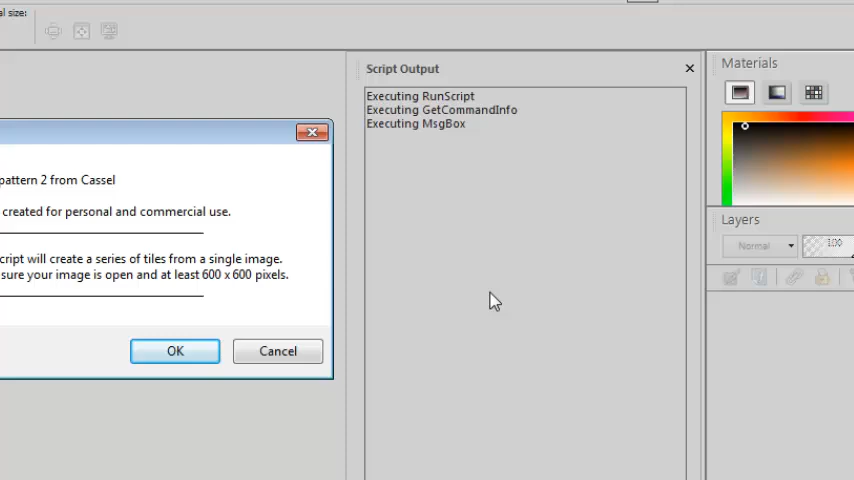 al size:
Script Output
Executing RunScript
Executing GetCommandInfo
Executing MsgBox
pattern 2 from Cassel
created for personal and commercial use.
cript will create a series of tiles from a single image.
sure your image is open and at least 600 x 600 pixels.
OK
Cancel
Materials
Layers
Normal
100